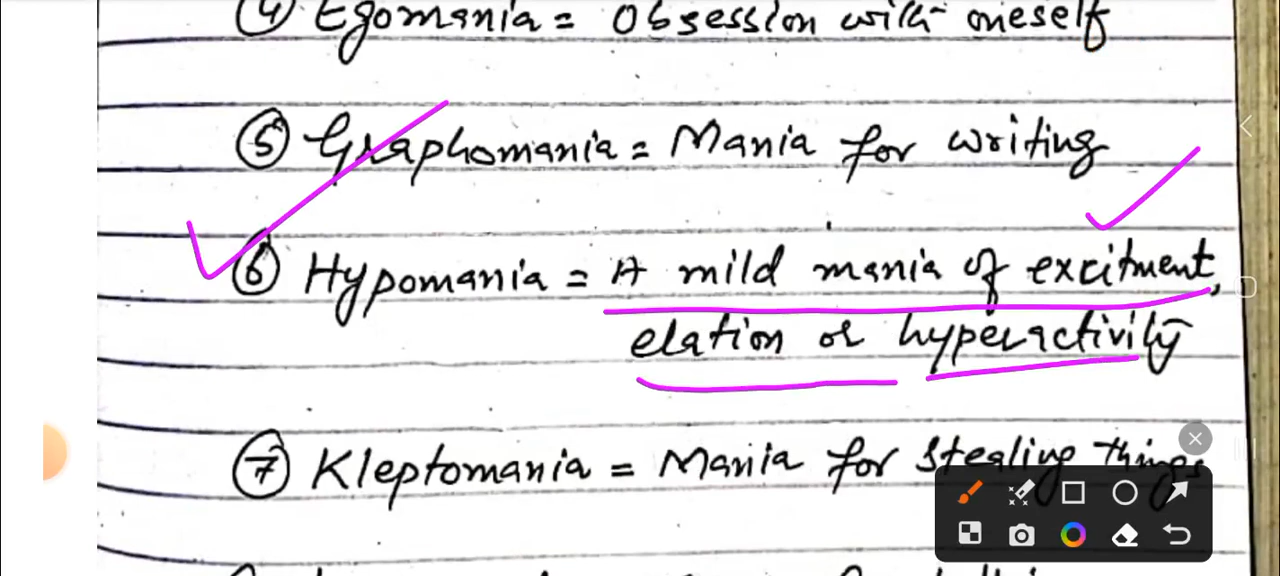 ④ Egomania = Obsession with oneself
⑤ Graphomania = Mania for writing
⑥ Hypomania = A mild mania of excitment,
elation or hyperactivity
⑦ Kleptomania = Mania for stealing things